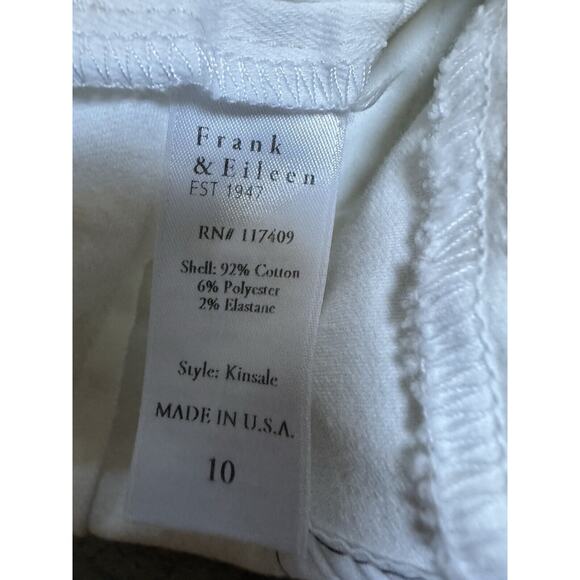 Frank
& Eileen
EST 1947
RN# 117409
Shell: 92% Cotton
6% Polyester
2% Elastane
Style: Kinsale
MADE IN U.S.A.
10